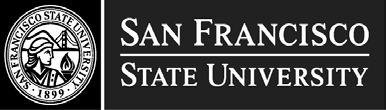 SAN FRANCISCO STATE UNIVERSITY
· 1899 ·
SAN FRANCISCO
STATE UNIVERSITY